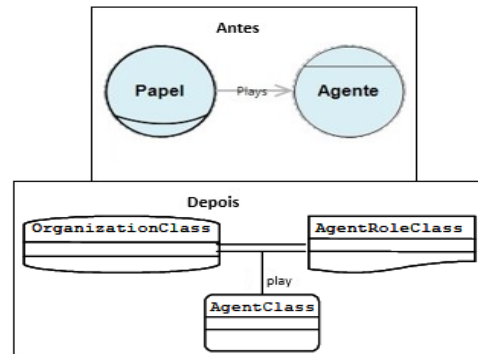 Antes
Papel
Plays
Agente
Depois
OrganizationClass
AgentRoleClass
play
AgentClass